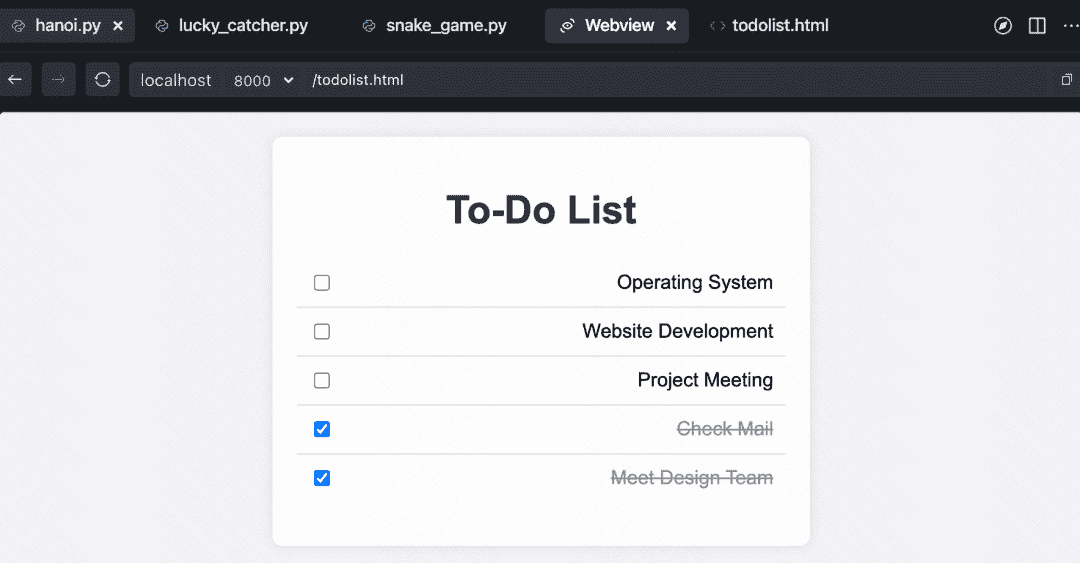 hanoi.py lucky_catcher.py snake_game.py Webview todolist.html
localhost 8000 /todolist.html
To-Do List
Operating System
Website Development
Project Meeting
Check Mail
Meet Design Team